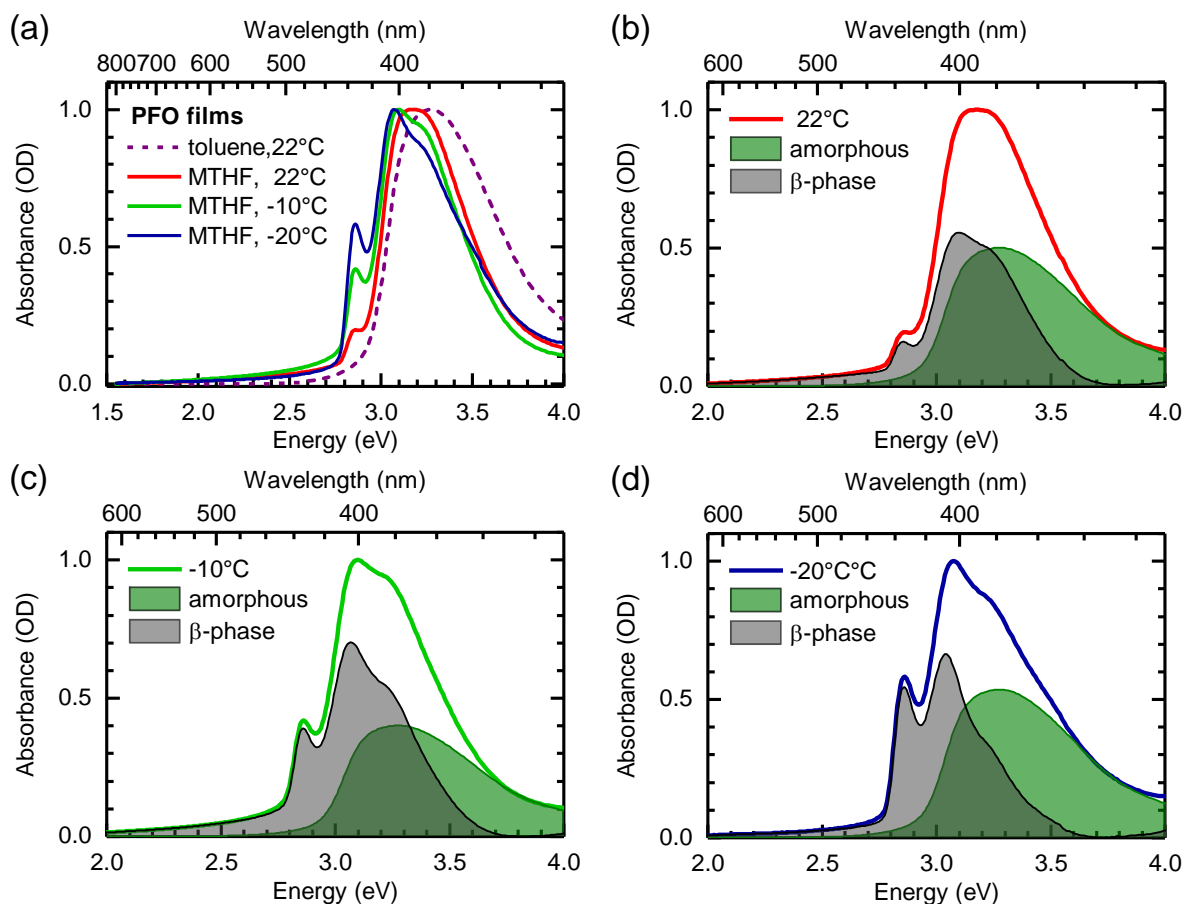 (a)
Wavelength (nm)
800 700 600 500 400
1.0
0.5
0.0
Absorbance (OD)
PFO films
toluene,22°C
MTHF, 22°C
MTHF, -10°C
MTHF, -20°C
1.5 2.0 2.5 3.0 3.5 4.0
Energy (eV)
(b)
Wavelength (nm)
600 500 400
1.0
0.5
0.0
Absorbance (OD)
22°C
amorphous
β-phase
2.0 2.5 3.0 3.5 4.0
Energy (eV)
(c)
Wavelength (nm)
600 500 400
1.0
0.5
0.0
Absorbance (OD)
-10°C
amorphous
β-phase
2.0 2.5 3.0 3.5 4.0
Energy (eV)
(d)
Wavelength (nm)
600 500 400
1.0
0.5
0.0
Absorbance (OD)
-20°C°C
amorphous
β-phase
2.0 2.5 3.0 3.5 4.0
Energy (eV)